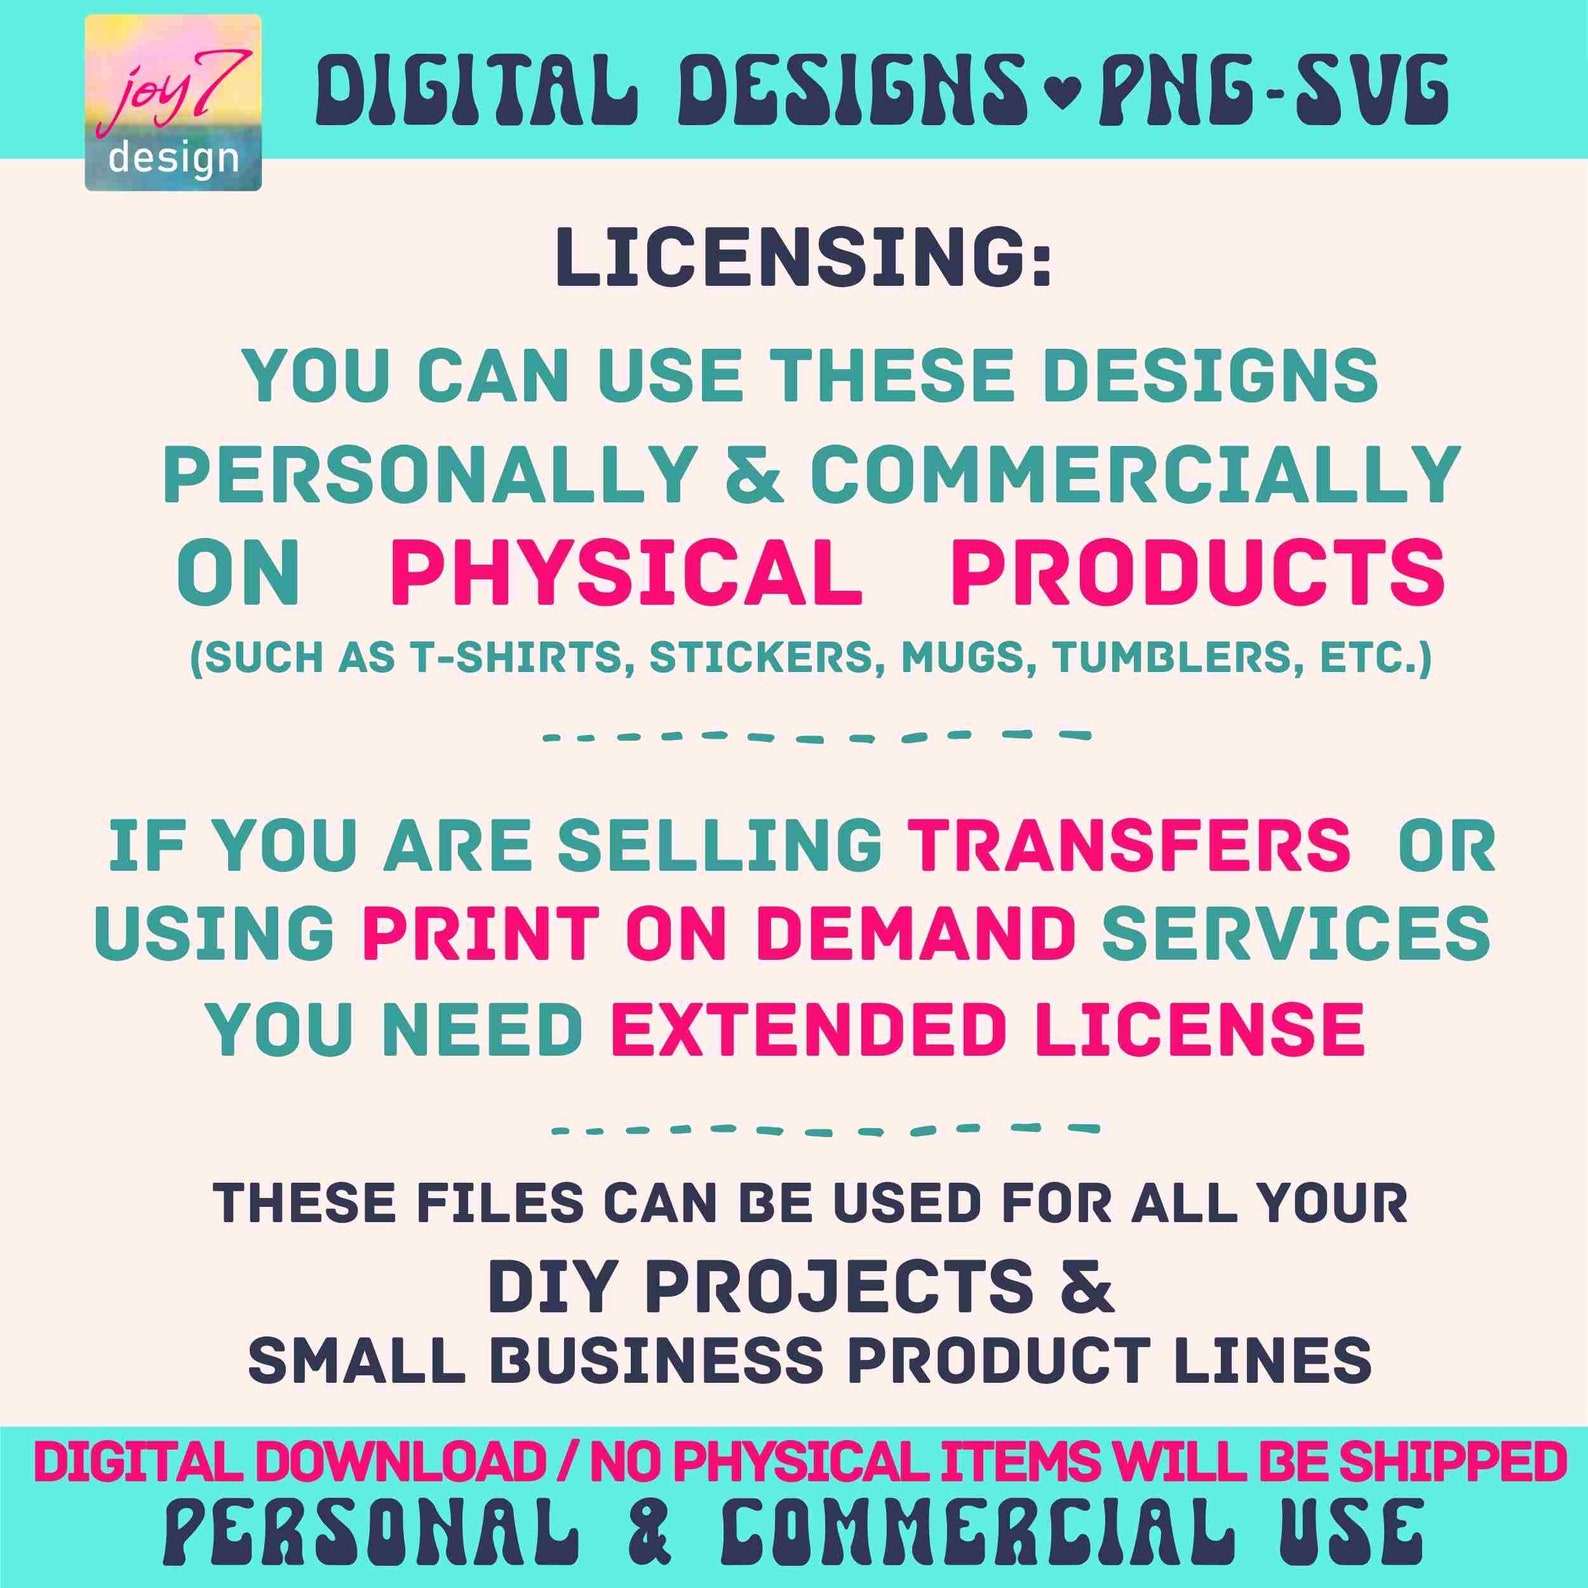 joy7
design
DIGITAL DESIGNS♥PNG-SVG
LICENSING:
YOU CAN USE THESE DESIGNS
PERSONALLY & COMMERCIALLY
ON PHYSICAL PRODUCTS
(SUCH AS T-SHIRTS, STICKERS, MUGS, TUMBLERS, ETC.)
IF YOU ARE SELLING TRANSFERS OR
USING PRINT ON DEMAND SERVICES
YOU NEED EXTENDED LICENSE
THESE FILES CAN BE USED FOR ALL YOUR
DIY PROJECTS &
SMALL BUSINESS PRODUCT LINES
DIGITAL DOWNLOAD / NO PHYSICAL ITEMS WILL BE SHIPPED
PERSONAL & COMMERCIAL USE